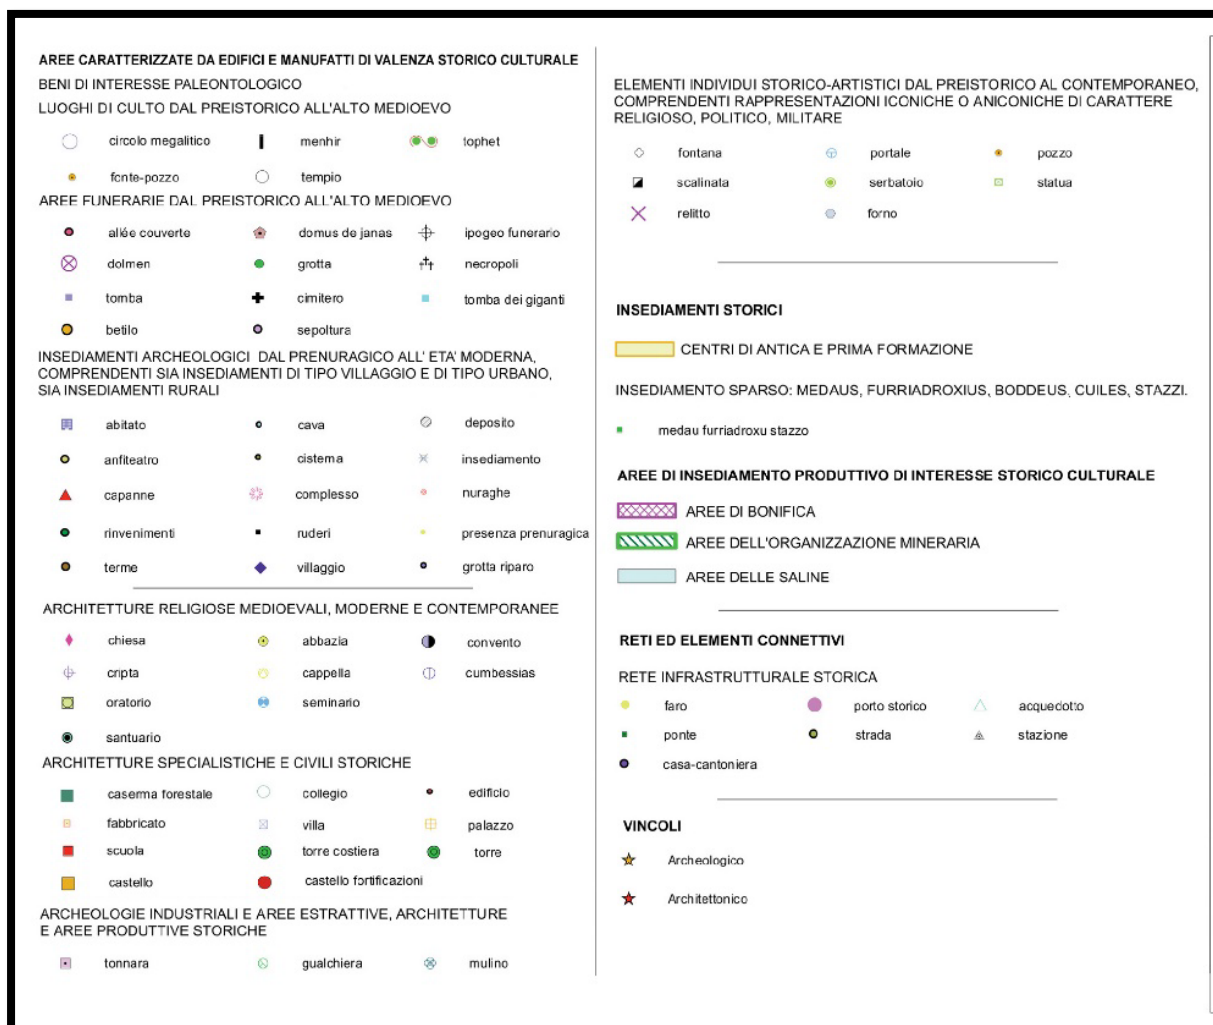 AREE CARATTERIZZATE DA EDIFICI E MANUFATTI DI VALENZA STORICO CULTURALE
BENI DI INTERESSE PALEONTOLOGICO
LUOGHI DI CULTO DAL PREISTORICO ALL'ALTO MEDIOEVO
circolo megalitico menhir tophet
fonte-pozzo tempio
AREE FUNERARIE DAL PREISTORICO ALL'ALTO MEDIOEVO
allée couverte domus de janas ipogeo funerario
dolmen grotta necropoli
tomba cimitero tomba dei giganti
betilo sepoltura
INSEDIAMENTI ARCHEOLOGICI DAL PRENURAGICO ALL' ETA' MODERNA,
COMPRENDENTI SIA INSEDIAMENTI DI TIPO VILLAGGIO E DI TIPO URBANO,
SIA INSEDIAMENTI RURALI
abitato cava deposito
anfiteatro cisterna insediamento
capanne complesso nuraghe
rinvenimenti ruderi presenza prenuragica
terme villaggio grotta riparo
ARCHITETTURE RELIGIOSE MEDIOEVALI, MODERNE E CONTEMPORANEE
chiesa abbazia convento
cripta cappella cumbessias
oratorio seminario
santuario
ARCHITETTURE SPECIALISTICHE E CIVILI STORICHE
caserma forestale collegio edificio
fabbricato villa palazzo
scuola torre costiera torre
castello castello fortificazioni
ARCHEOLOGIE INDUSTRIALI E AREE ESTRATTIVE, ARCHITETTURE
E AREE PRODUTTIVE STORICHE
tonnara gualchiera mulino
ELEMENTI INDIVIDUI STORICO-ARTISTICI DAL PREISTORICO AL CONTEMPORANEO,
COMPRENDENTI RAPPRESENTAZIONI ICONICHE O ANICONICHE DI CARATTERE
RELIGIOSO, POLITICO, MILITARE
fontana portale pozzo
scalinata serbatoio statua
relitto forno
INSEDIAMENTI STORICI
CENTRI DI ANTICA E PRIMA FORMAZIONE
INSEDIAMENTO SPARSO: MEDAUS, FURRIADROXIUS, BODDEUS, CUILES, STAZZI.
medau furriadroxu stazzo
AREE DI INSEDIAMENTO PRODUTTIVO DI INTERESSE STORICO CULTURALE
AREE DI BONIFICA
AREE DELL'ORGANIZZAZIONE MINERARIA
AREE DELLE SALINE
RETI ED ELEMENTI CONNETTIVI
RETE INFRASTRUTTURALE STORICA
faro porto storico acquedotto
ponte strada stazione
casa-cantoniera
VINCOLI
Archeologico
Architettonico